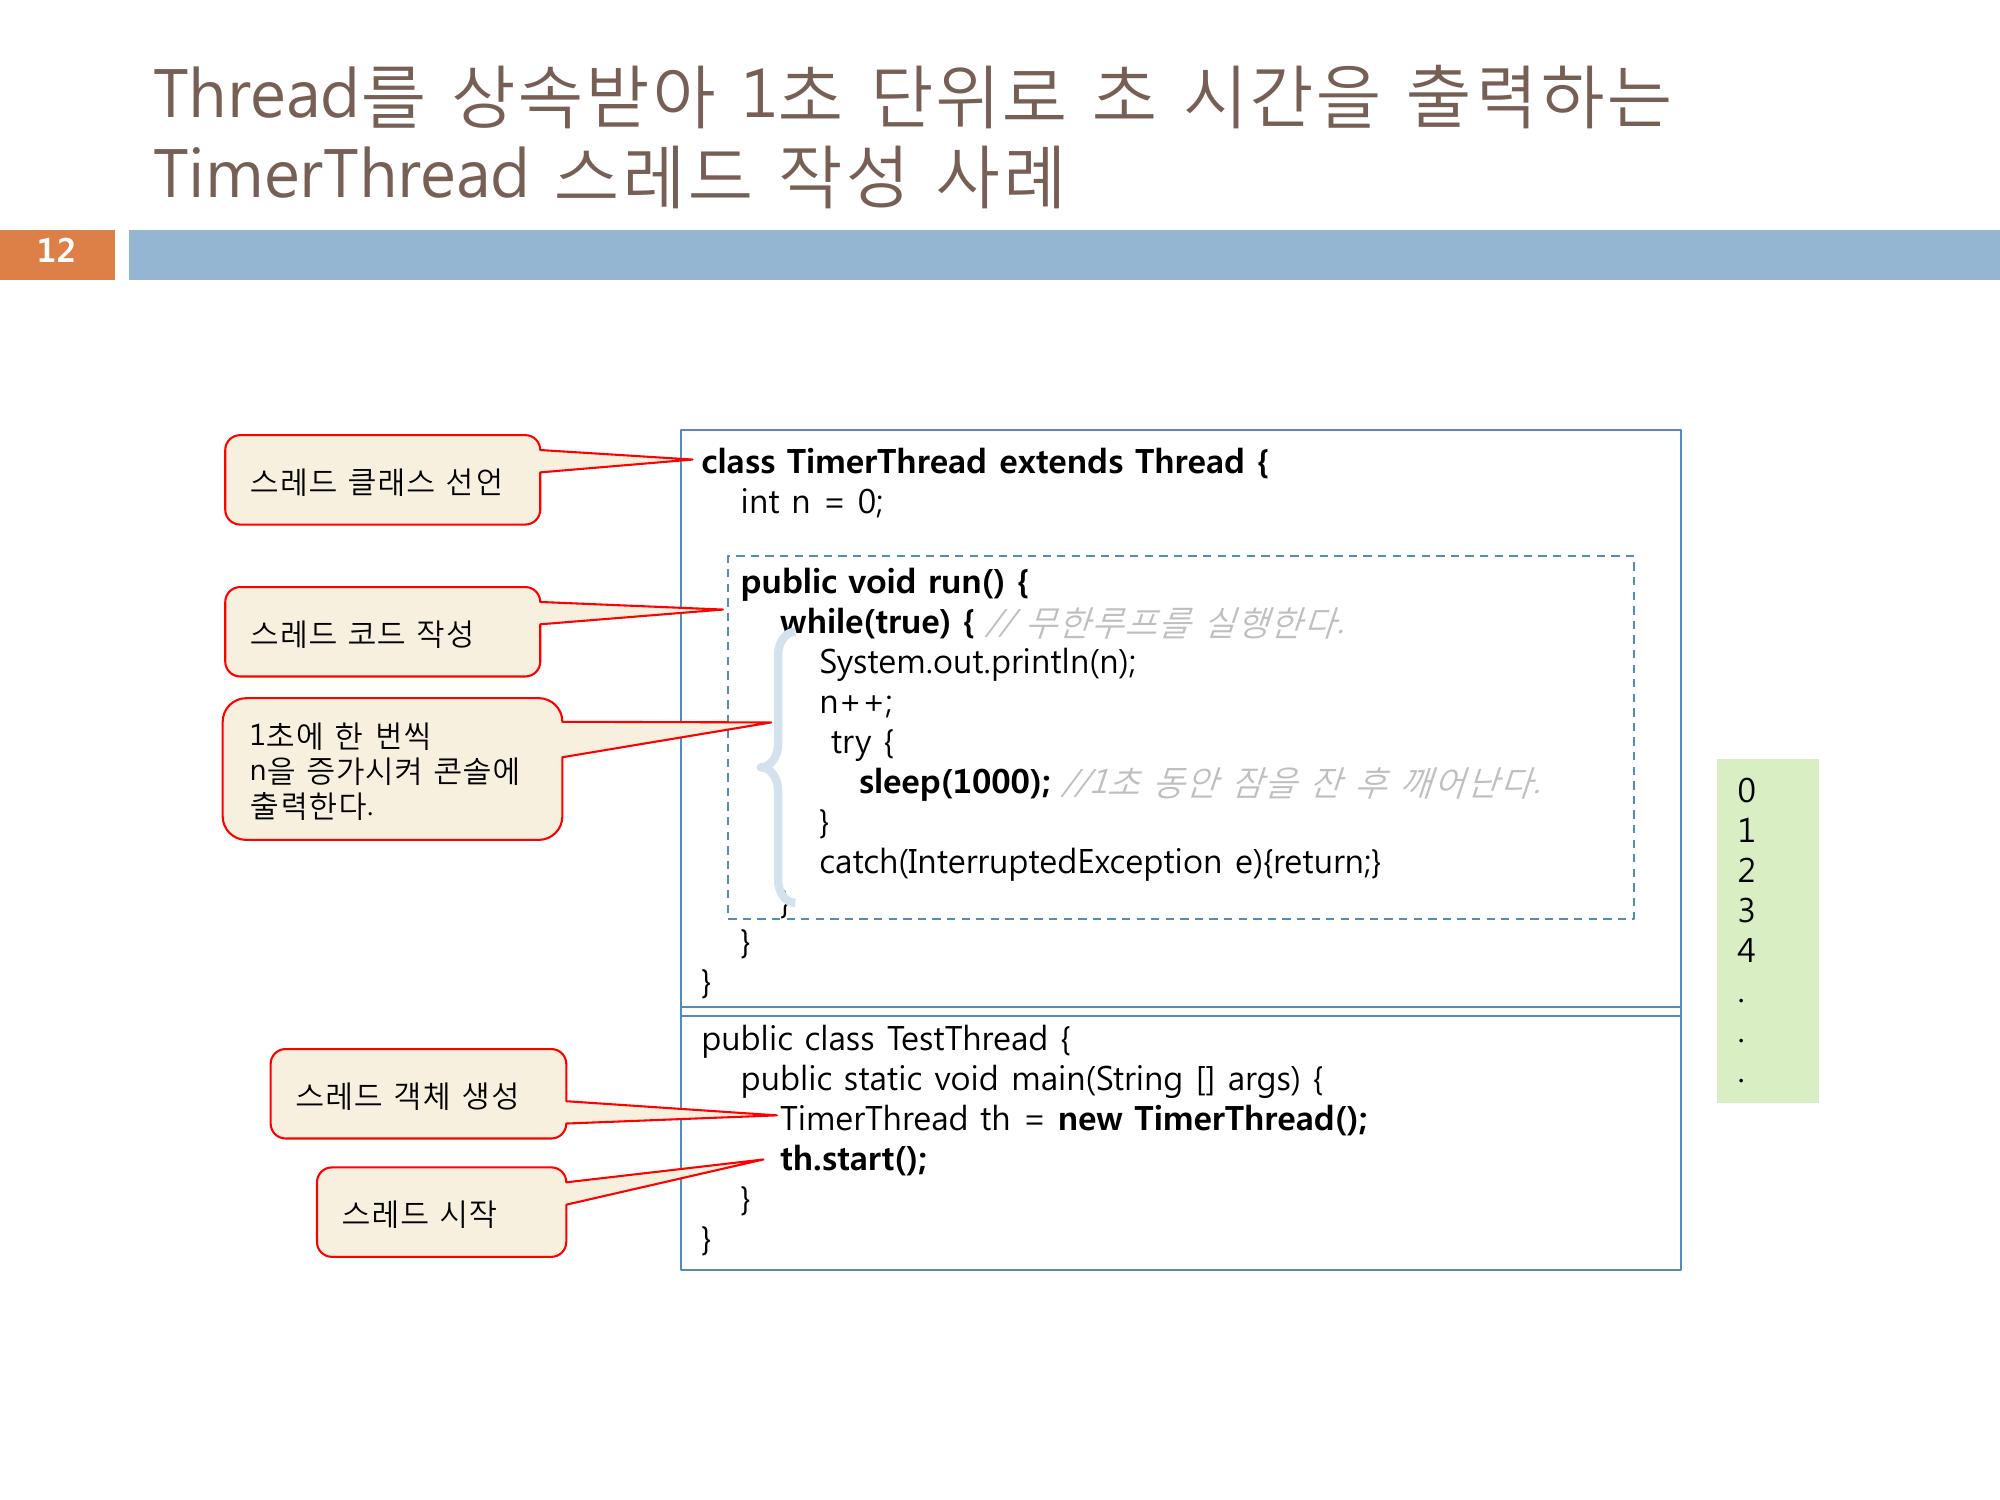 Thread를 상속받아 1초 단위로 초 시간을 출력하는
TimerThread 스레드 작성 사례
12
스레드 클래스 선언
스레드 코드 작성
1초에 한 번씩
n을 증가시켜 콘솔에
출력한다.
스레드 객체 생성
스레드 시작
class TimerThread extends Thread {
int n = 0;
public void run() {
while(true) { // 무한루프를 실행한다.
System.out.println(n);
n++;
try {
sleep(1000); //1초 동안 잠을 잔 후 깨어난다.
}
catch(InterruptedException e){return;}
}
}
}
public class TestThread {
public static void main(String [] args) {
TimerThread th = new TimerThread();
th.start();
}
}
0
1
2
3
4
.
.
.